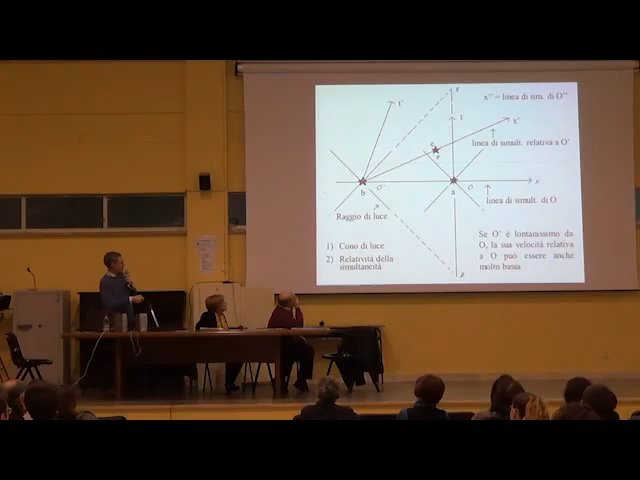 x'' = linea di sim. di O''
t'
t
x'
c
e
linea di simult. relativa a O'
b
O'
a
O
x
Raggio di luce
linea di simult. di O
1) Cono di luce
2) Relatività della
simultaneità
Se O' è lontanissimo da
O, la sua velocità relativa
a O può essere anche
molto bassa